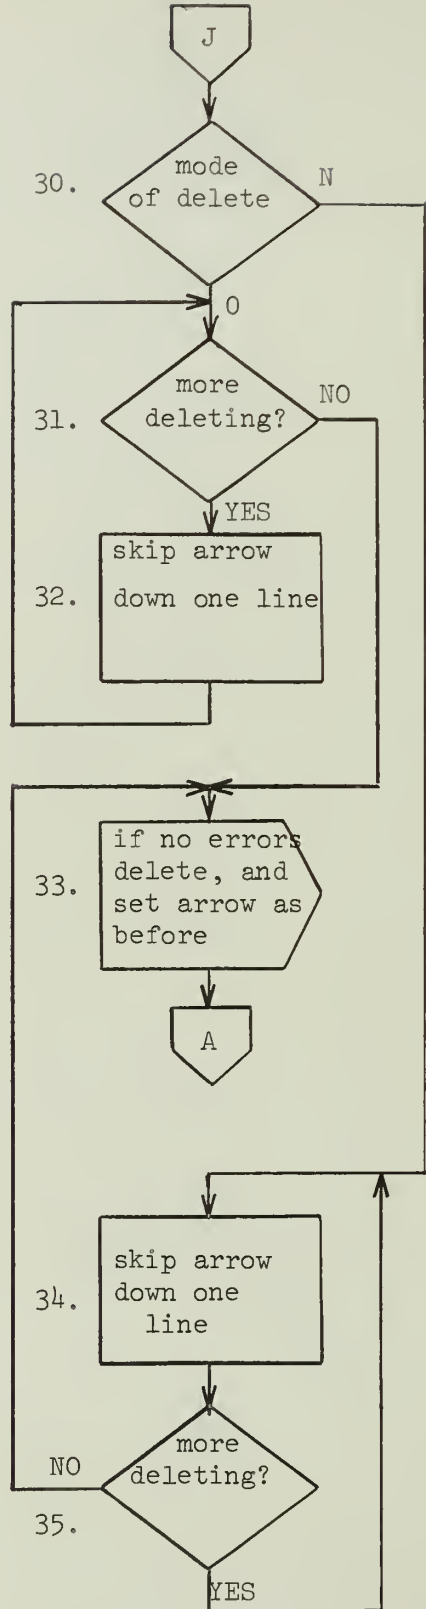 J
30.
mode
of delete
N
O
31.
more
deleting?
NO
YES
32.
skip arrow
down one line
33.
if no errors
delete, and
set arrow as
before
A
34.
skip arrow
down one
line
more
deleting?
NO
35.
YES